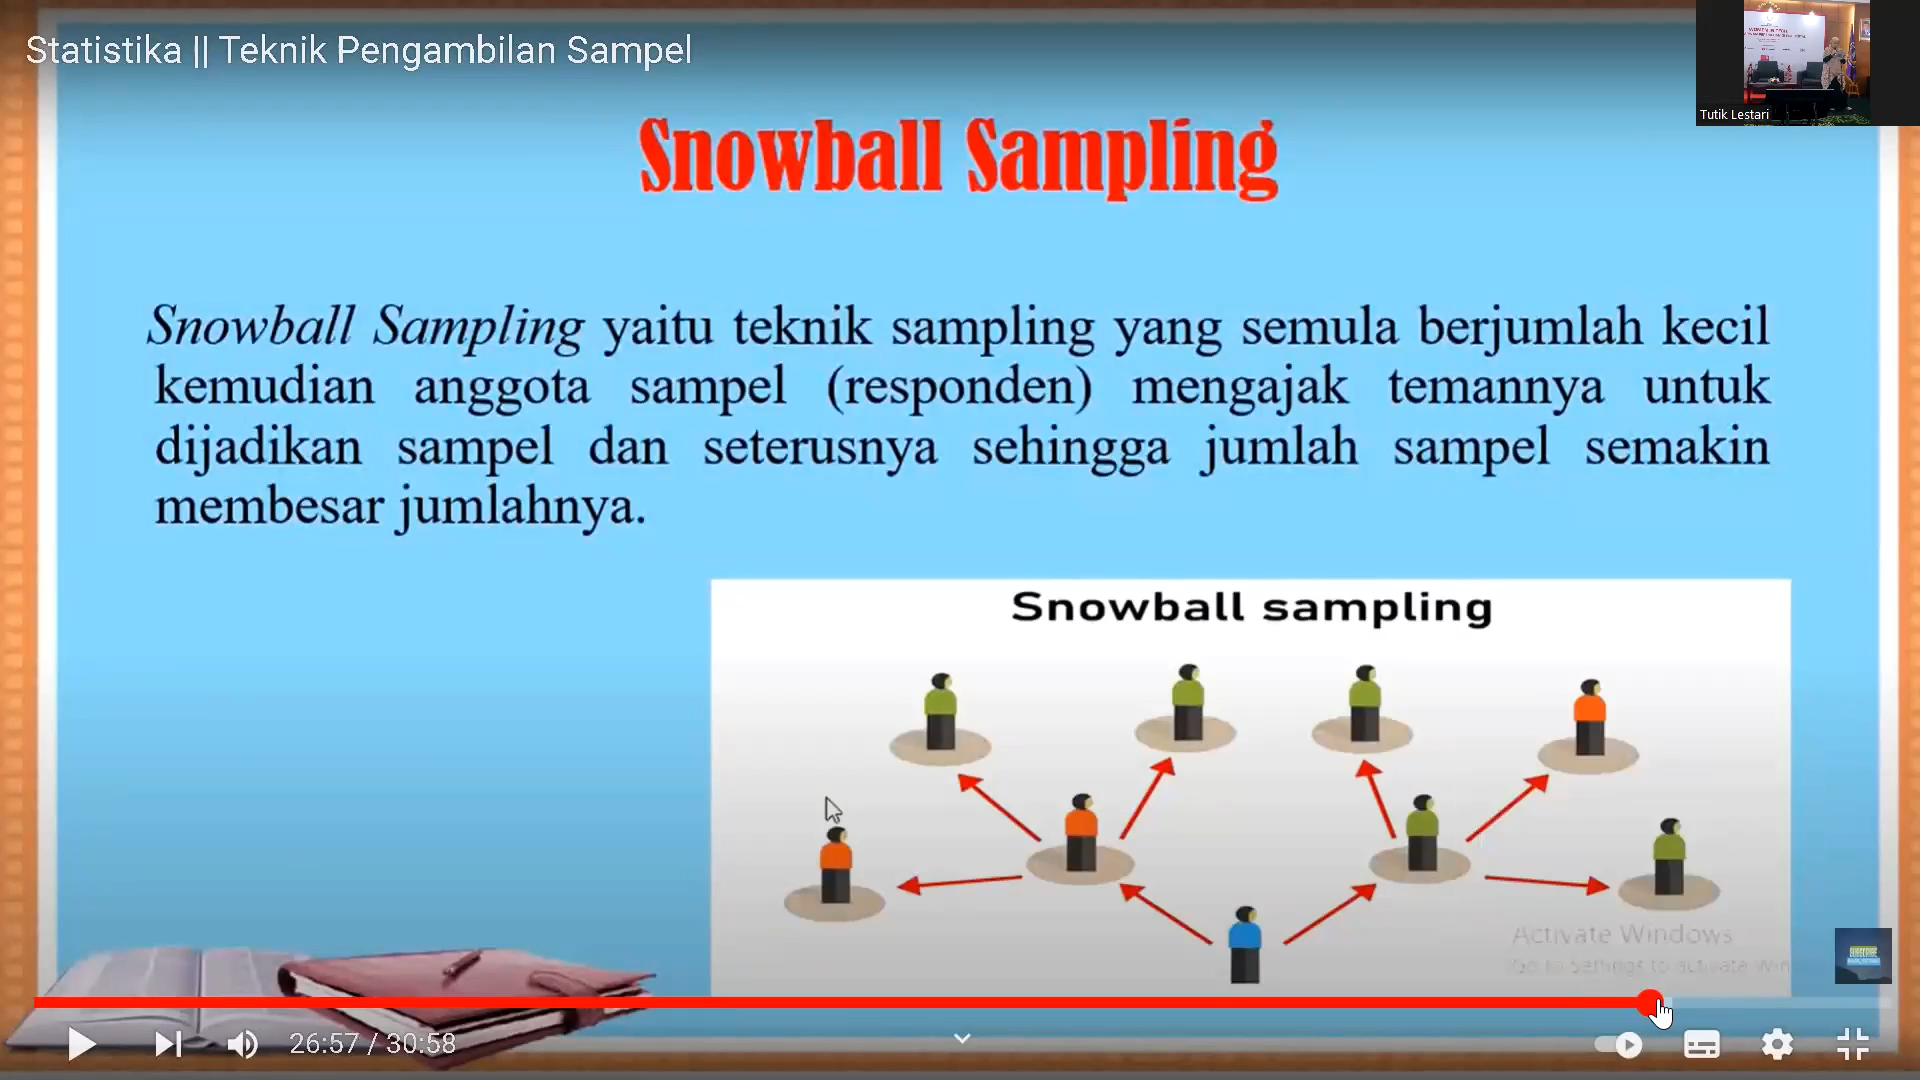 Statistika || Teknik Pengambilan Sampel
Tutik Lestari
Snowball Sampling
Snowball Sampling yaitu teknik sampling yang semula berjumlah kecil
kemudian anggota sampel (responden) mengajak temannya untuk
dijadikan sampel dan seterusnya sehingga jumlah sampel semakin
membesar jumlahnya.
Snowball sampling
Activate Windows
Go to Settings to activate Win
SUBSCRIBE
26:57 / 30:58